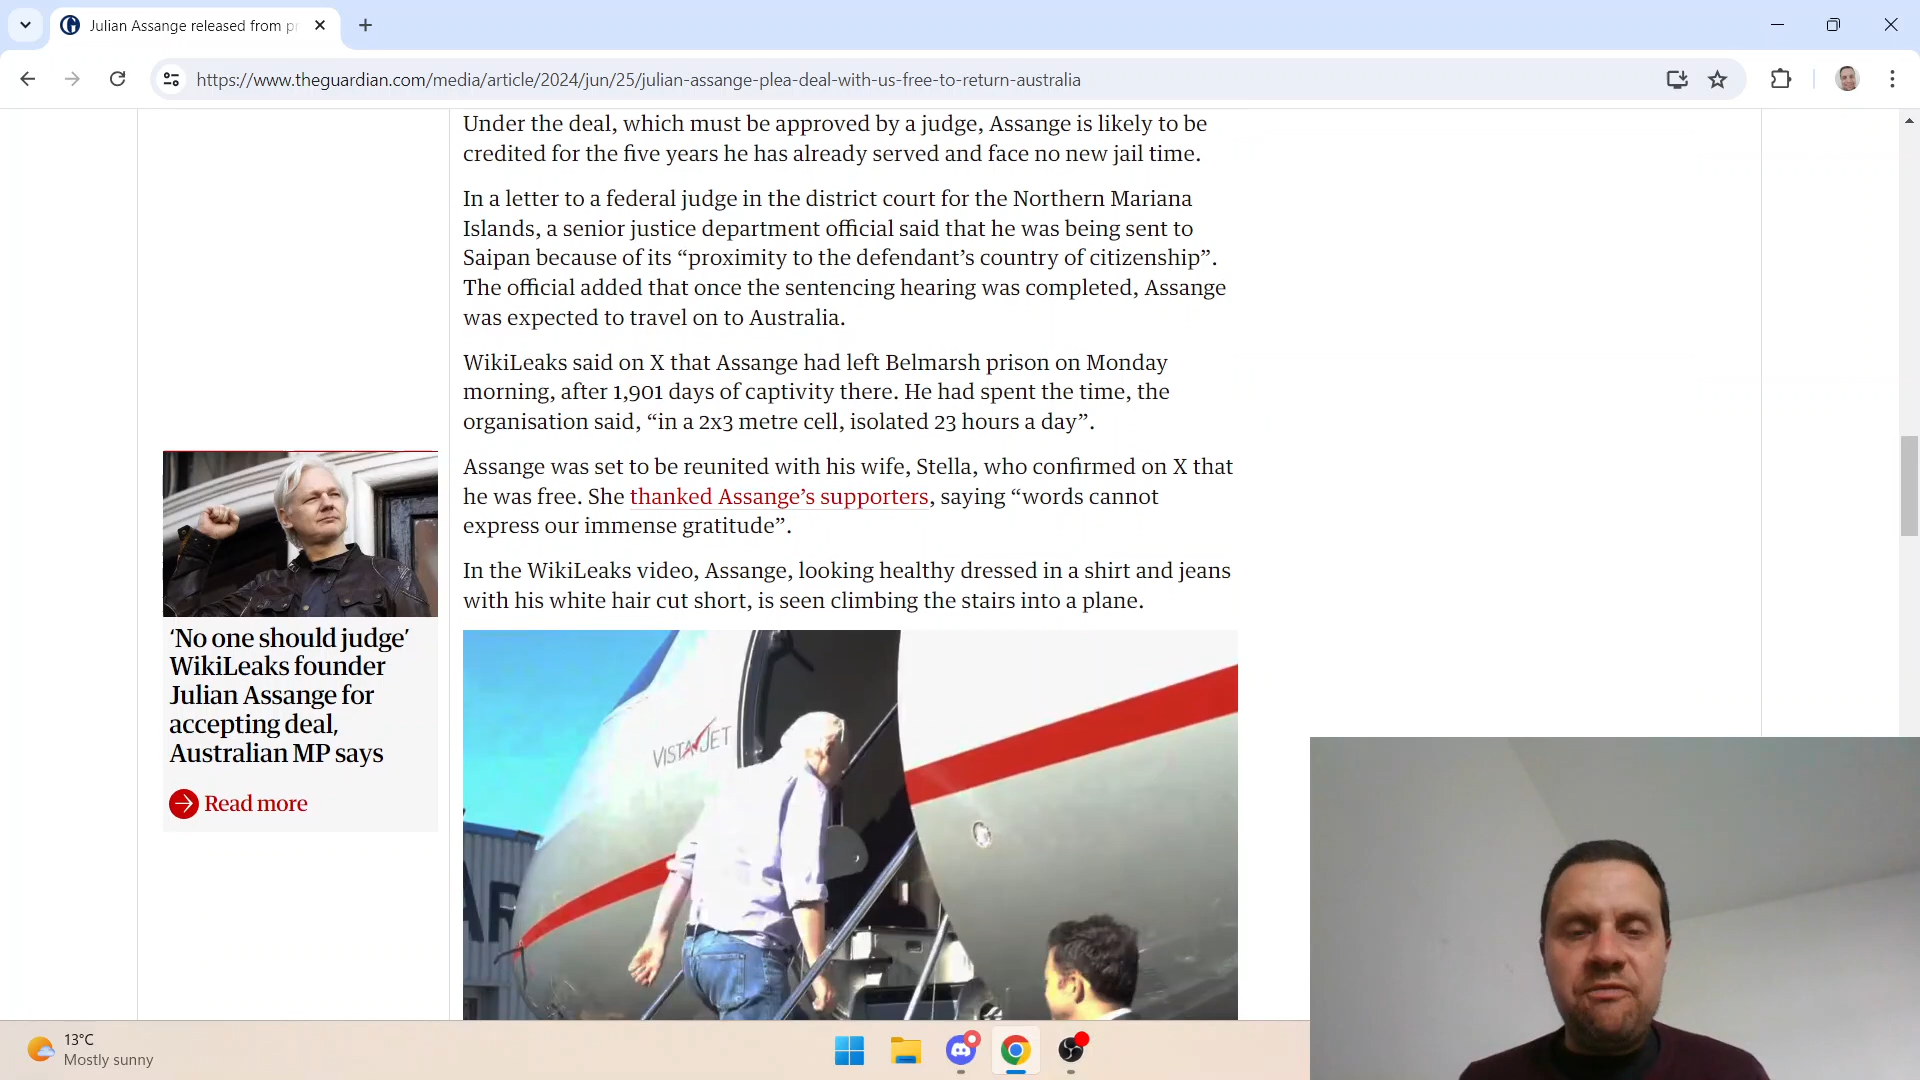 Julian Assange released from pr
https://www.theguardian.com/media/article/2024/jun/25/julian-assange-plea-deal-with-us-free-to-return-australia
Under the deal, which must be approved by a judge, Assange is likely to be
credited for the five years he has already served and face no new jail time.
In a letter to a federal judge in the district court for the Northern Mariana
Islands, a senior justice department official said that he was being sent to
Saipan because of its “proximity to the defendant’s country of citizenship”.
The official added that once the sentencing hearing was completed, Assange
was expected to travel on to Australia.
WikiLeaks said on X that Assange had left Belmarsh prison on Monday
morning, after 1,901 days of captivity there. He had spent the time, the
organisation said, “in a 2x3 metre cell, isolated 23 hours a day”.
Assange was set to be reunited with his wife, Stella, who confirmed on X that
he was free. She thanked Assange’s supporters, saying “words cannot
express our immense gratitude”.
In the WikiLeaks video, Assange, looking healthy dressed in a shirt and jeans
with his white hair cut short, is seen climbing the stairs into a plane.
‘No one should judge’
WikiLeaks founder
Julian Assange for
accepting deal,
Australian MP says
Read more
VISTAJET
13°C
Mostly sunny